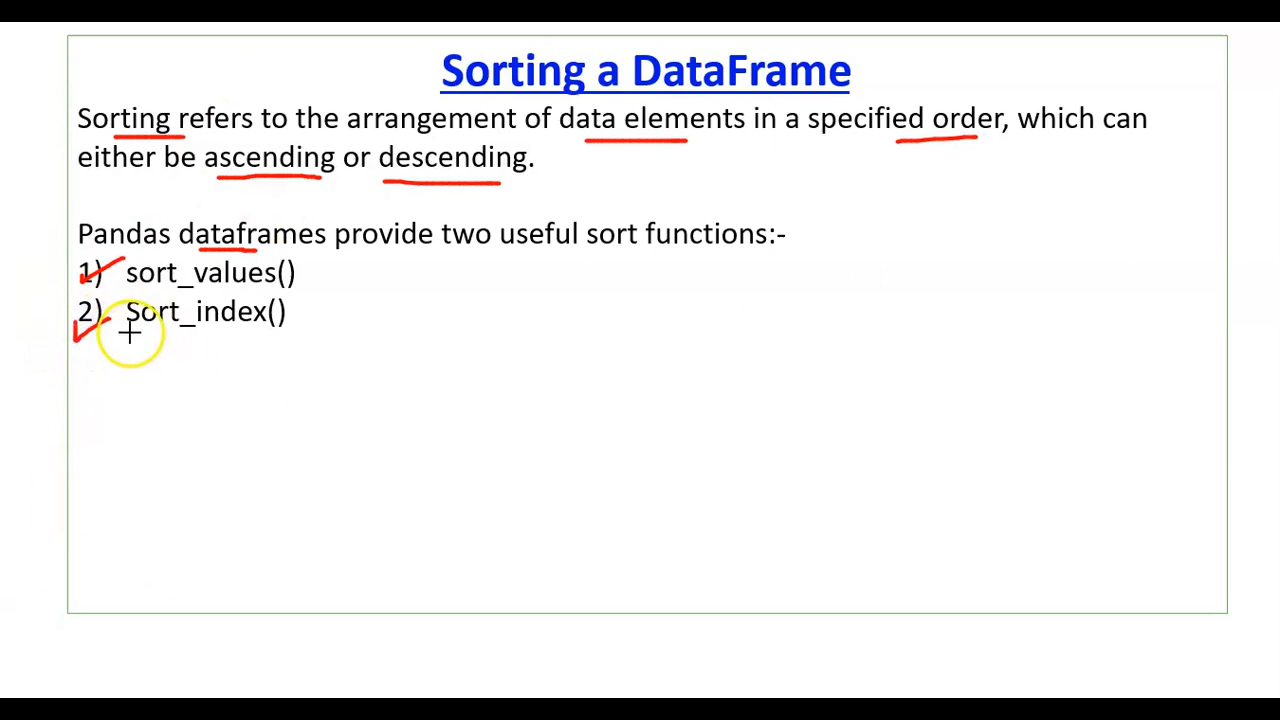 Sorting a DataFrame
Sorting refers to the arrangement of data elements in a specified order, which can
either be ascending or descending.
Pandas dataframes provide two useful sort functions:-
1) sort_values()
2) Sort_index()